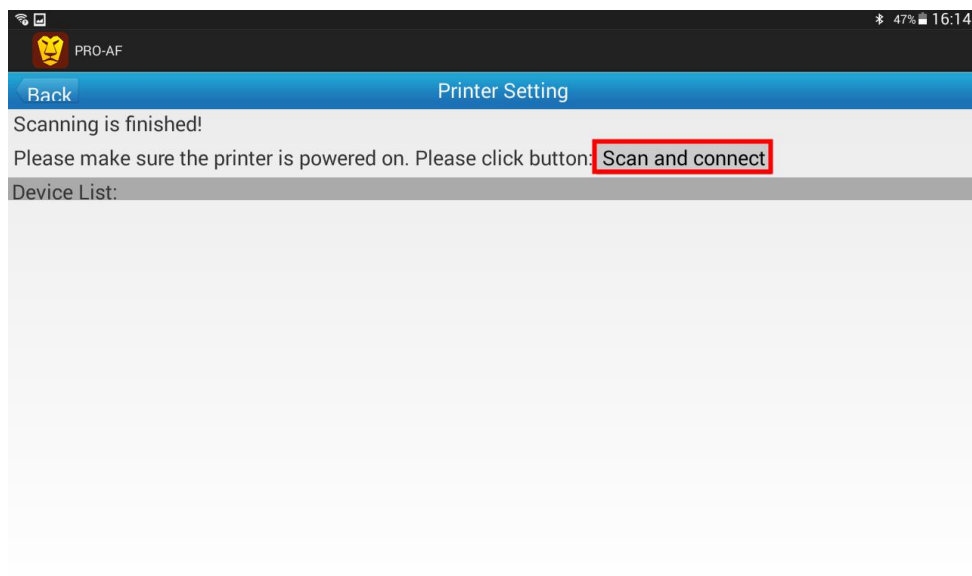 47% 16:14
PRO-AF
Back Printer Setting
Scanning is finished!
Please make sure the printer is powered on. Please click button: Scan and connect
Device List: